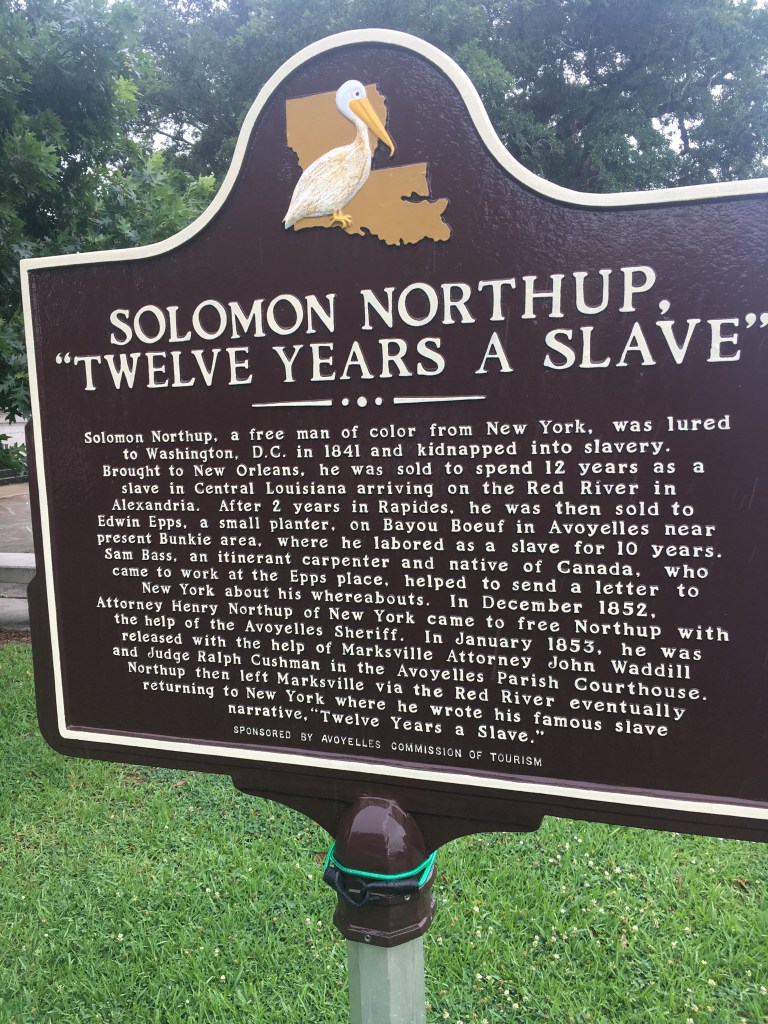 SOLOMON NORTHUP,
"TWELVE YEARS A SLAVE"
Solomon Northup, a free man of color from New York, was lured
to Washington, D.C. in 1841 and kidnapped into slavery.
Brought to New Orleans, he was sold to spend 12 years as a
slave in Central Louisiana arriving on the Red River in
Alexandria. After 2 years in Rapides, he was then sold to
Edwin Epps, a small planter, on Bayou Boeuf in Avoyelles near
present Bunkie area, where he labored as a slave for 10 years.
Sam Bass, an itinerant carpenter and native of Canada, who
came to work at the Epps place, helped to send a letter to
New York about his whereabouts. In December 1852,
Attorney Henry Northup of New York came to free Northup with
the help of the Avoyelles Sheriff. In January 1853, he was
released with the help of Marksville Attorney John Waddill
and Judge Ralph Cushman in the Avoyelles Parish Courthouse.
Northup then left Marksville via the Red River eventually
returning to New York where he wrote his famous slave
narrative, "Twelve Years a Slave."
SPONSORED BY AVOYELLES COMMISSION OF TOURISM